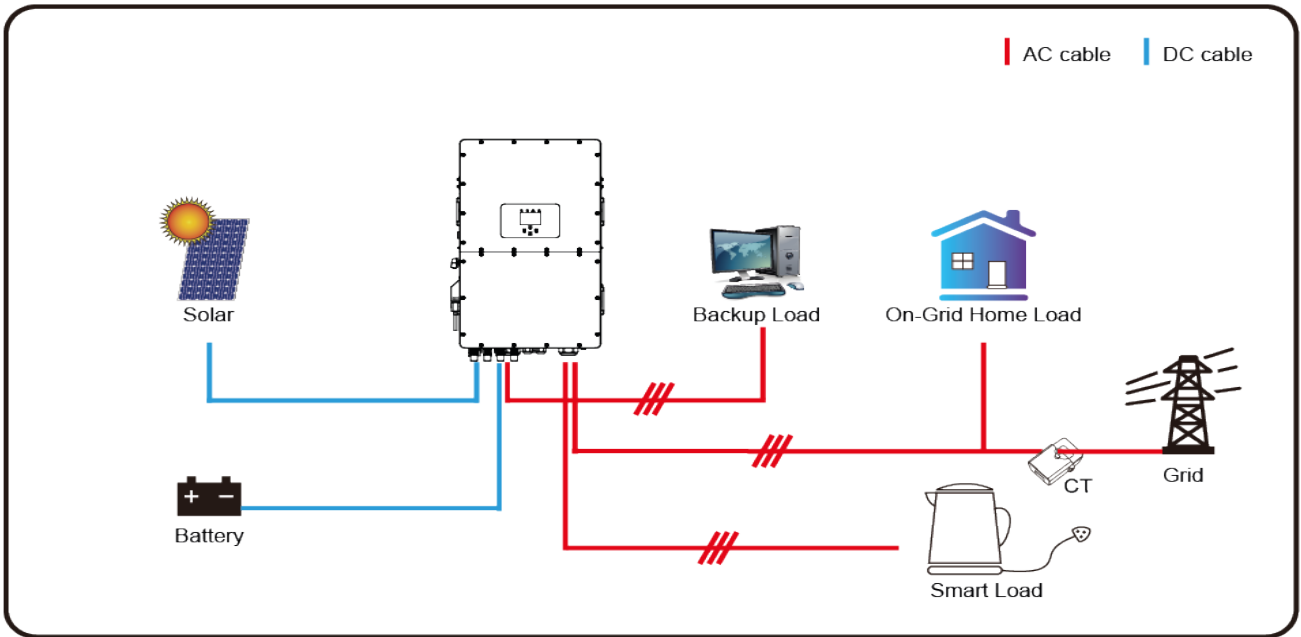 AC cable
DC cable
Solar
Backup Load
On-Grid Home Load
Grid
CT
Battery
+ −
Smart Load